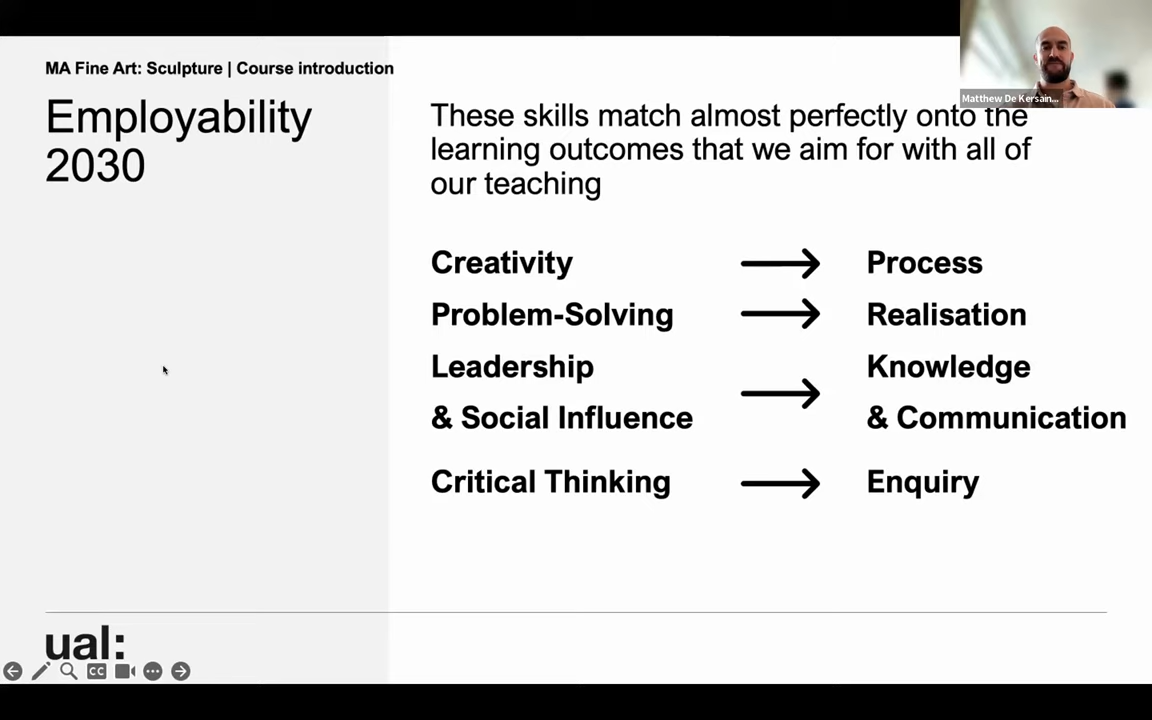 MA Fine Art: Sculpture | Course introduction
Employability
2030
These skills match almost perfectly onto the
learning outcomes that we aim for with all of
our teaching
Creativity → Process
Problem-Solving → Realisation
Leadership → Knowledge
& Social Influence & Communication
Critical Thinking → Enquiry
ual:
CC
Matthew De Kersain...